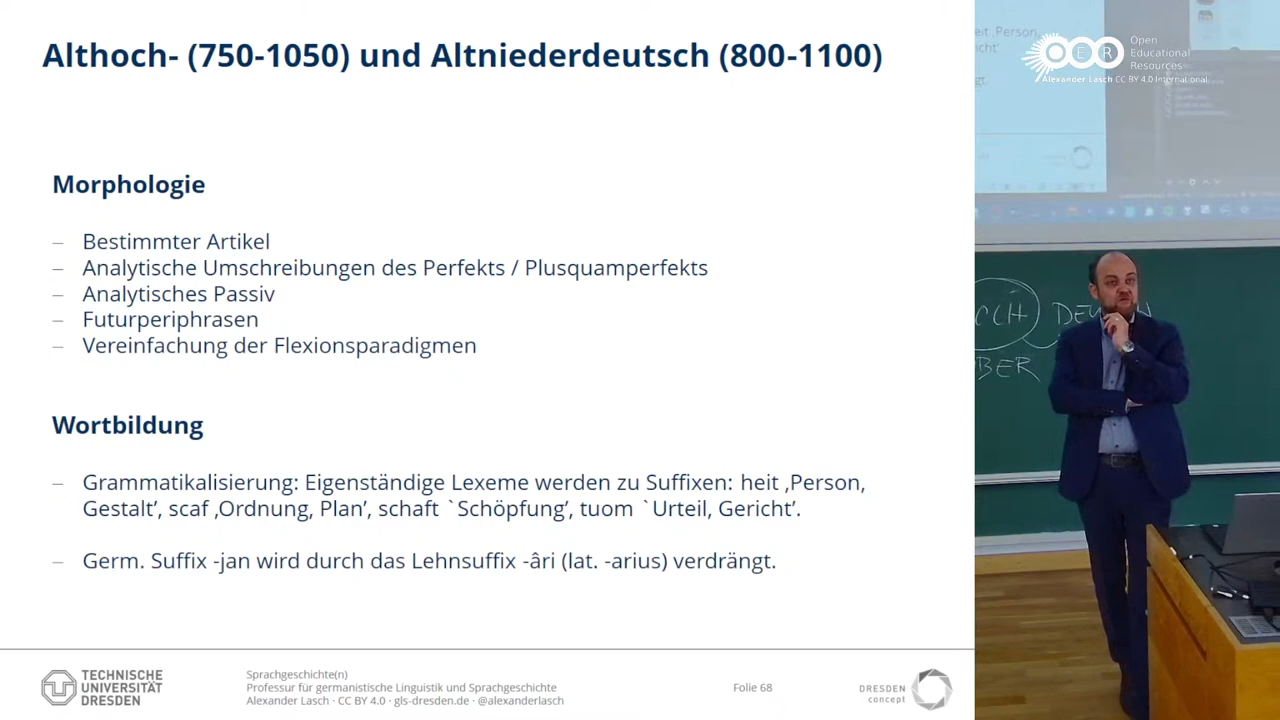 Althoch- (750-1050) und Altniederdeutsch (800-1100)
Morphologie
– Bestimmter Artikel
– Analytische Umschreibungen des Perfekts / Plusquamperfekts
– Analytisches Passiv
– Futurperiphrasen
– Vereinfachung der Flexionsparadigmen
Wortbildung
– Grammatikalisierung: Eigenständige Lexeme werden zu Suffixen: heit ‚Person,
Gestalt’, scaf ‚Ordnung, Plan’, schaft `Schöpfung’, tuom `Urteil, Gericht’.
– Germ. Suffix -jan wird durch das Lehnsuffix -âri (lat. -arius) verdrängt.
TECHNISCHE
UNIVERSITÄT
DRESDEN
Sprachgeschichte(n)
Professur für germanistische Linguistik und Sprachgeschichte
Alexander Lasch · CC BY 4.0 · gls-dresden.de · @alexanderlasch
Folie 68
DRESDEN
concept
OER
Open
Educational
Resources
Alexander Lasch CC BY 4.0 International
BER